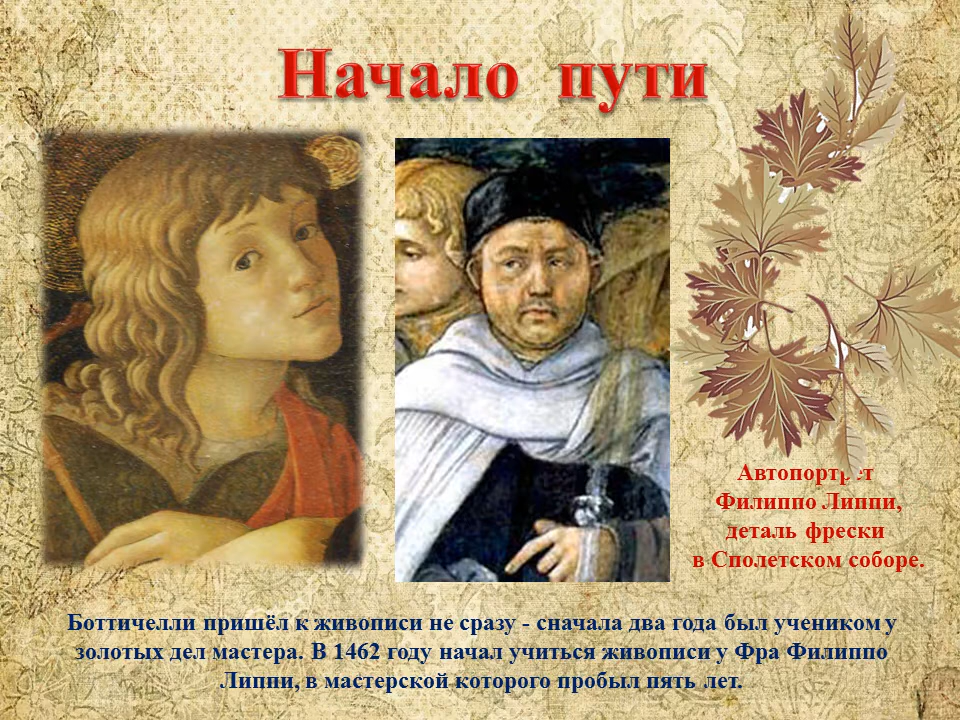 Начало пути
Автопортрет
Филиппо Липпи,
деталь фрески
в Сполетском соборе.
Боттичелли пришёл к живописи не сразу - сначала два года был учеником у
золотых дел мастера. В 1462 году начал учиться живописи у Фра Филиппо
Липпи, в мастерской которого пробыл пять лет.